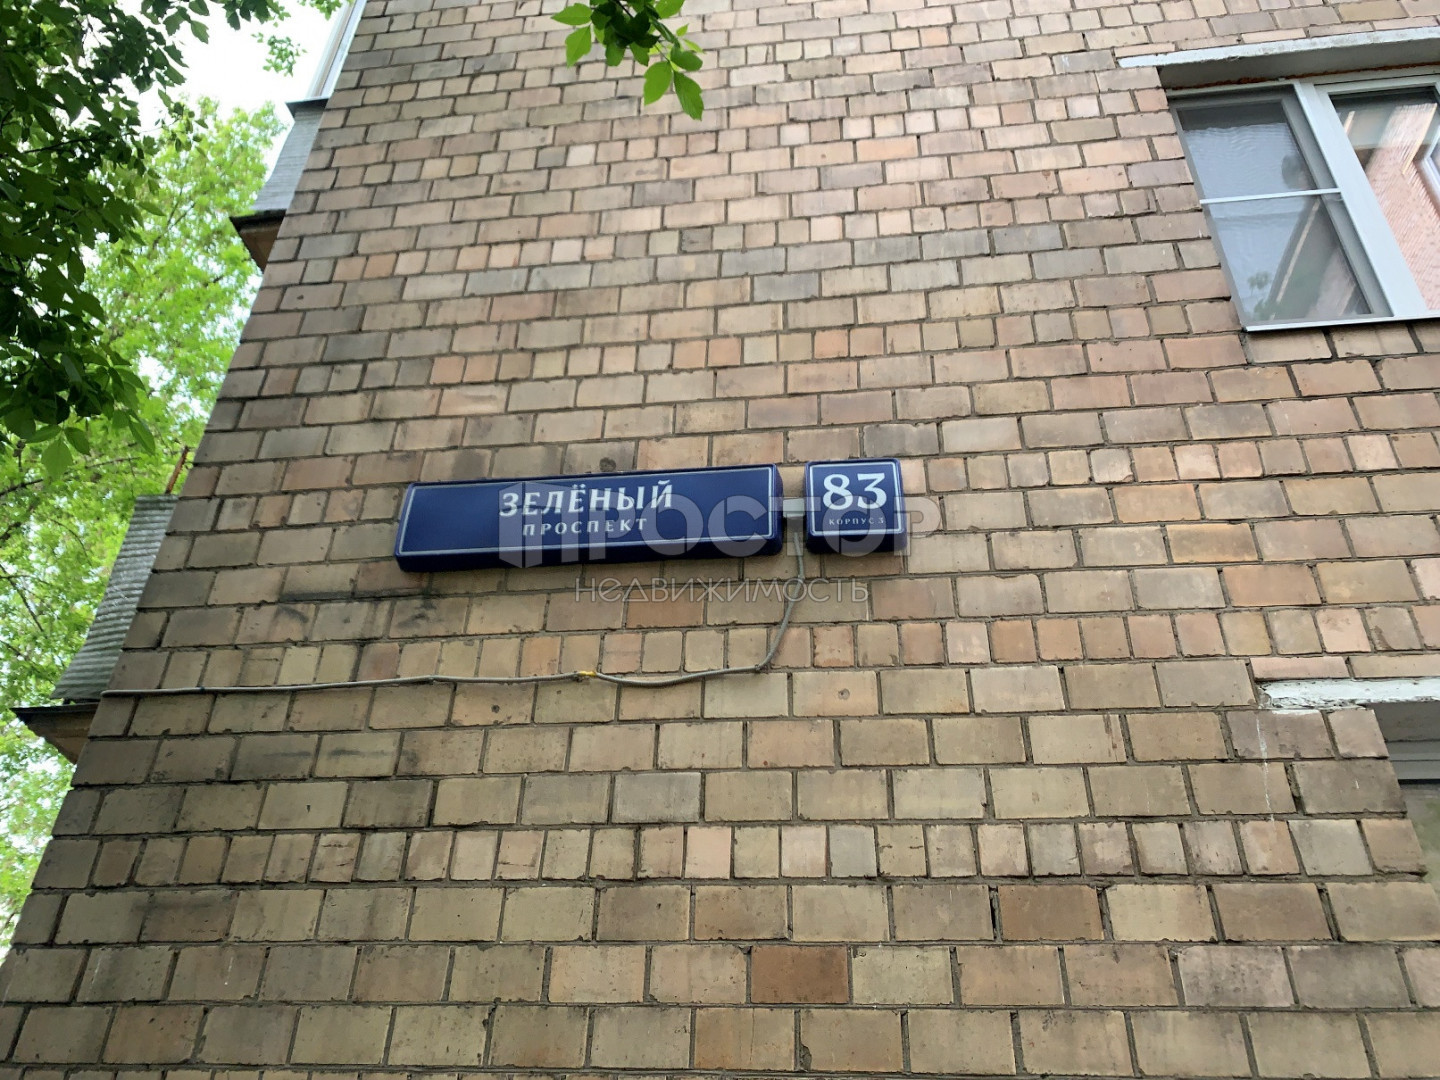 ЗЕЛЁНЫЙ
ПРОСПЕКТ
83
КОРПУС 3
ПРОСТОР
НЕДВИЖИМОСТЬ